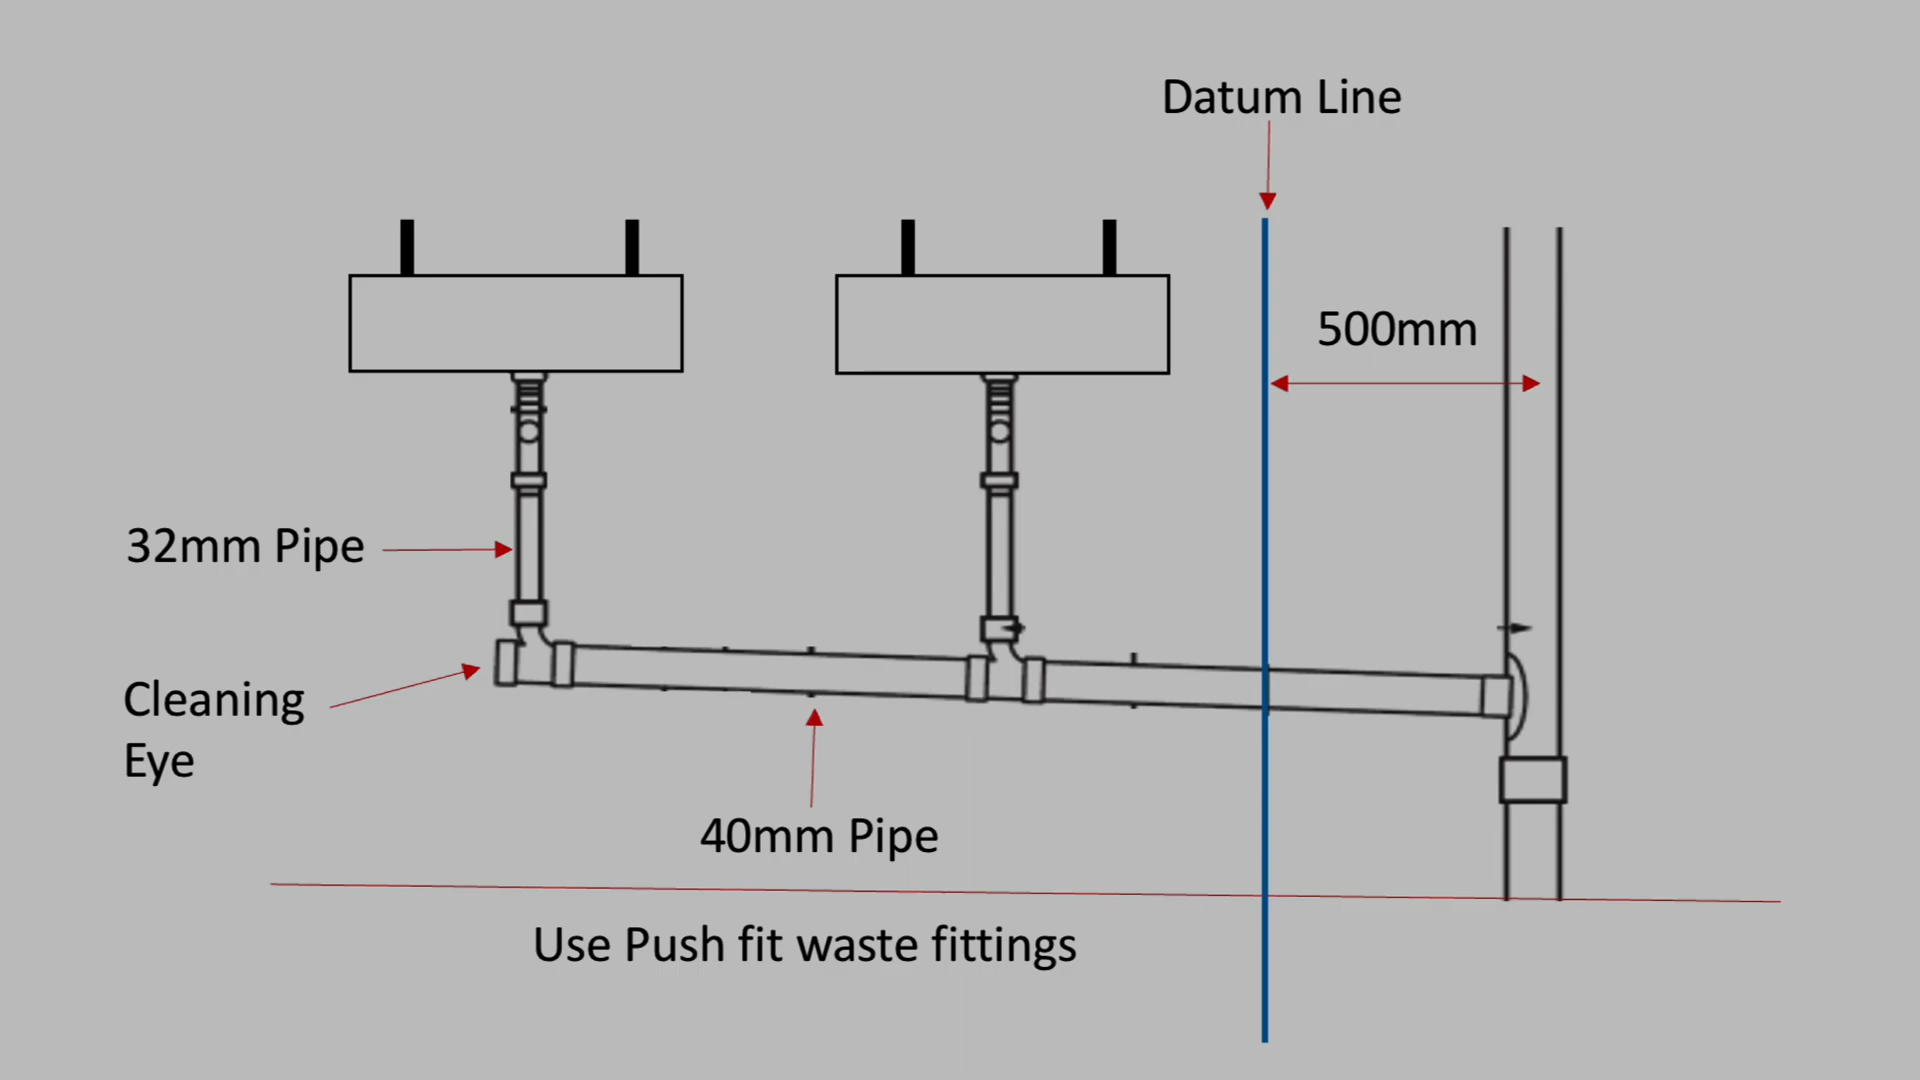 Datum Line
500mm
32mm Pipe
Cleaning
Eye
40mm Pipe
Use Push fit waste fittings